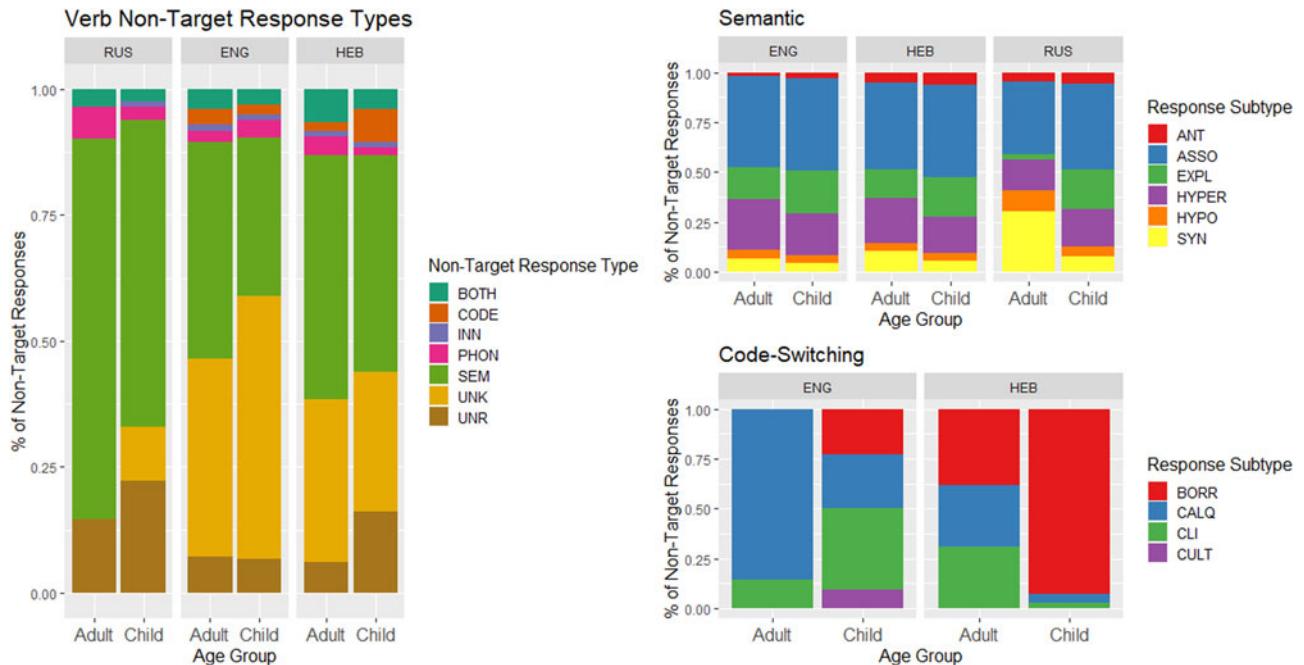 Verb Non-Target Response Types
RUS ENG HEB
% of Non-Target Responses
1.00
0.75
0.50
0.25
0.00
Adult Child Adult Child Adult Child
Age Group
Non-Target Response Type
BOTH
CODE
INN
PHON
SEM
UNK
UNR
Semantic
ENG HEB RUS
% of Non-Target Responses
1.00
0.75
0.50
0.25
0.00
Adult Child Adult Child Adult Child
Age Group
Response Subtype
ANT
ASSO
EXPL
HYPER
HYPO
SYN
Code-Switching
ENG HEB
% of Non-Target Responses
1.00
0.75
0.50
0.25
0.00
Adult Child Adult Child
Age Group
Response Subtype
BORR
CALQ
CLI
CULT